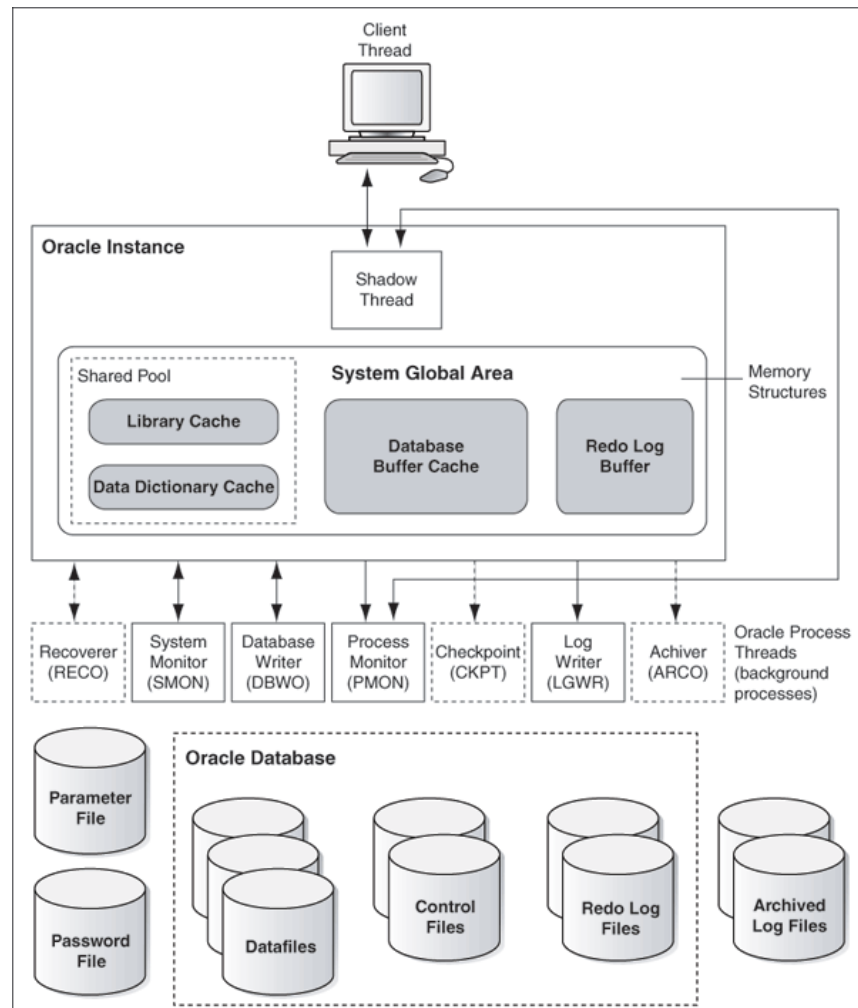 Client
Thread
Oracle Instance
Shadow
Thread
Shared Pool
System Global Area
Memory
Structures
Library Cache
Data Dictionary Cache
Database
Buffer Cache
Redo Log
Buffer
Recoverer
(RECO)
System
Monitor
(SMON)
Database
Writer
(DBWO)
Process
Monitor
(PMON)
Checkpoint
(CKPT)
Log
Writer
(LGWR)
Achiver
(ARCO)
Oracle Process
Threads
(background
processes)
Parameter
File
Password
File
Oracle Database
Datafiles
Control
Files
Redo Log
Files
Archived
Log Files